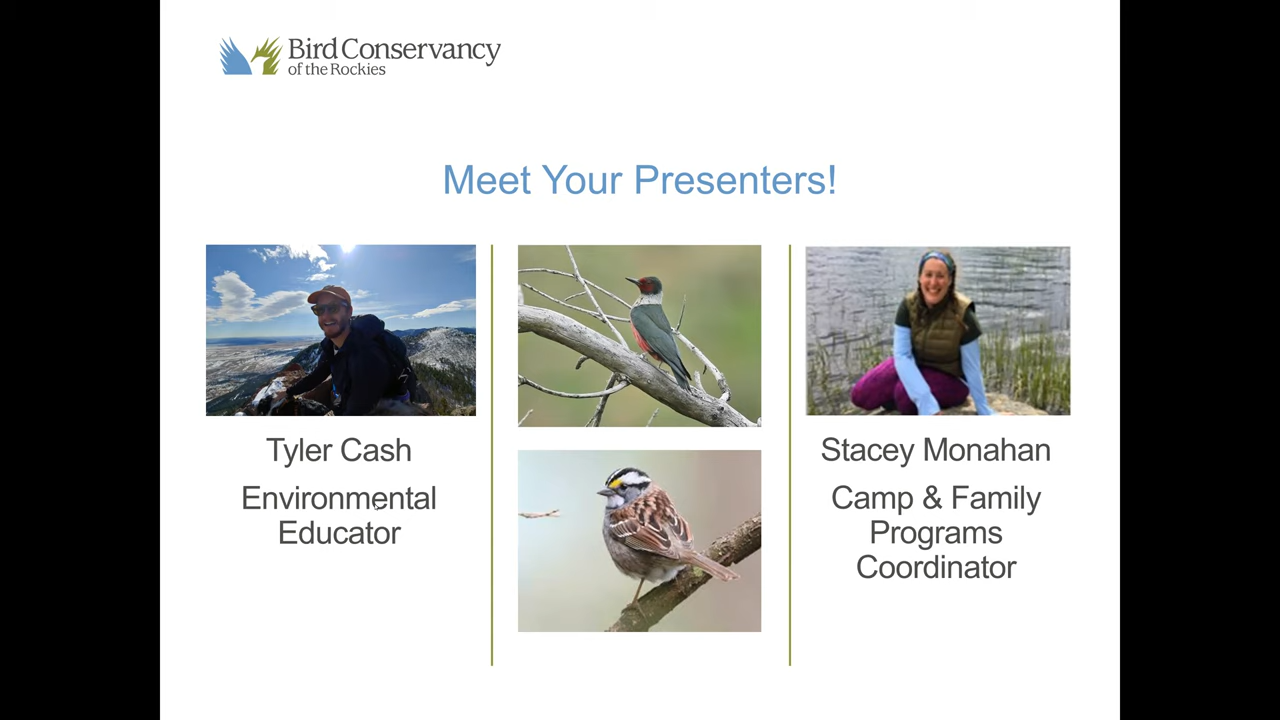 Bird Conservancy
of the Rockies
Meet Your Presenters!
Tyler Cash
Environmental
Educator
Stacey Monahan
Camp & Family
Programs
Coordinator